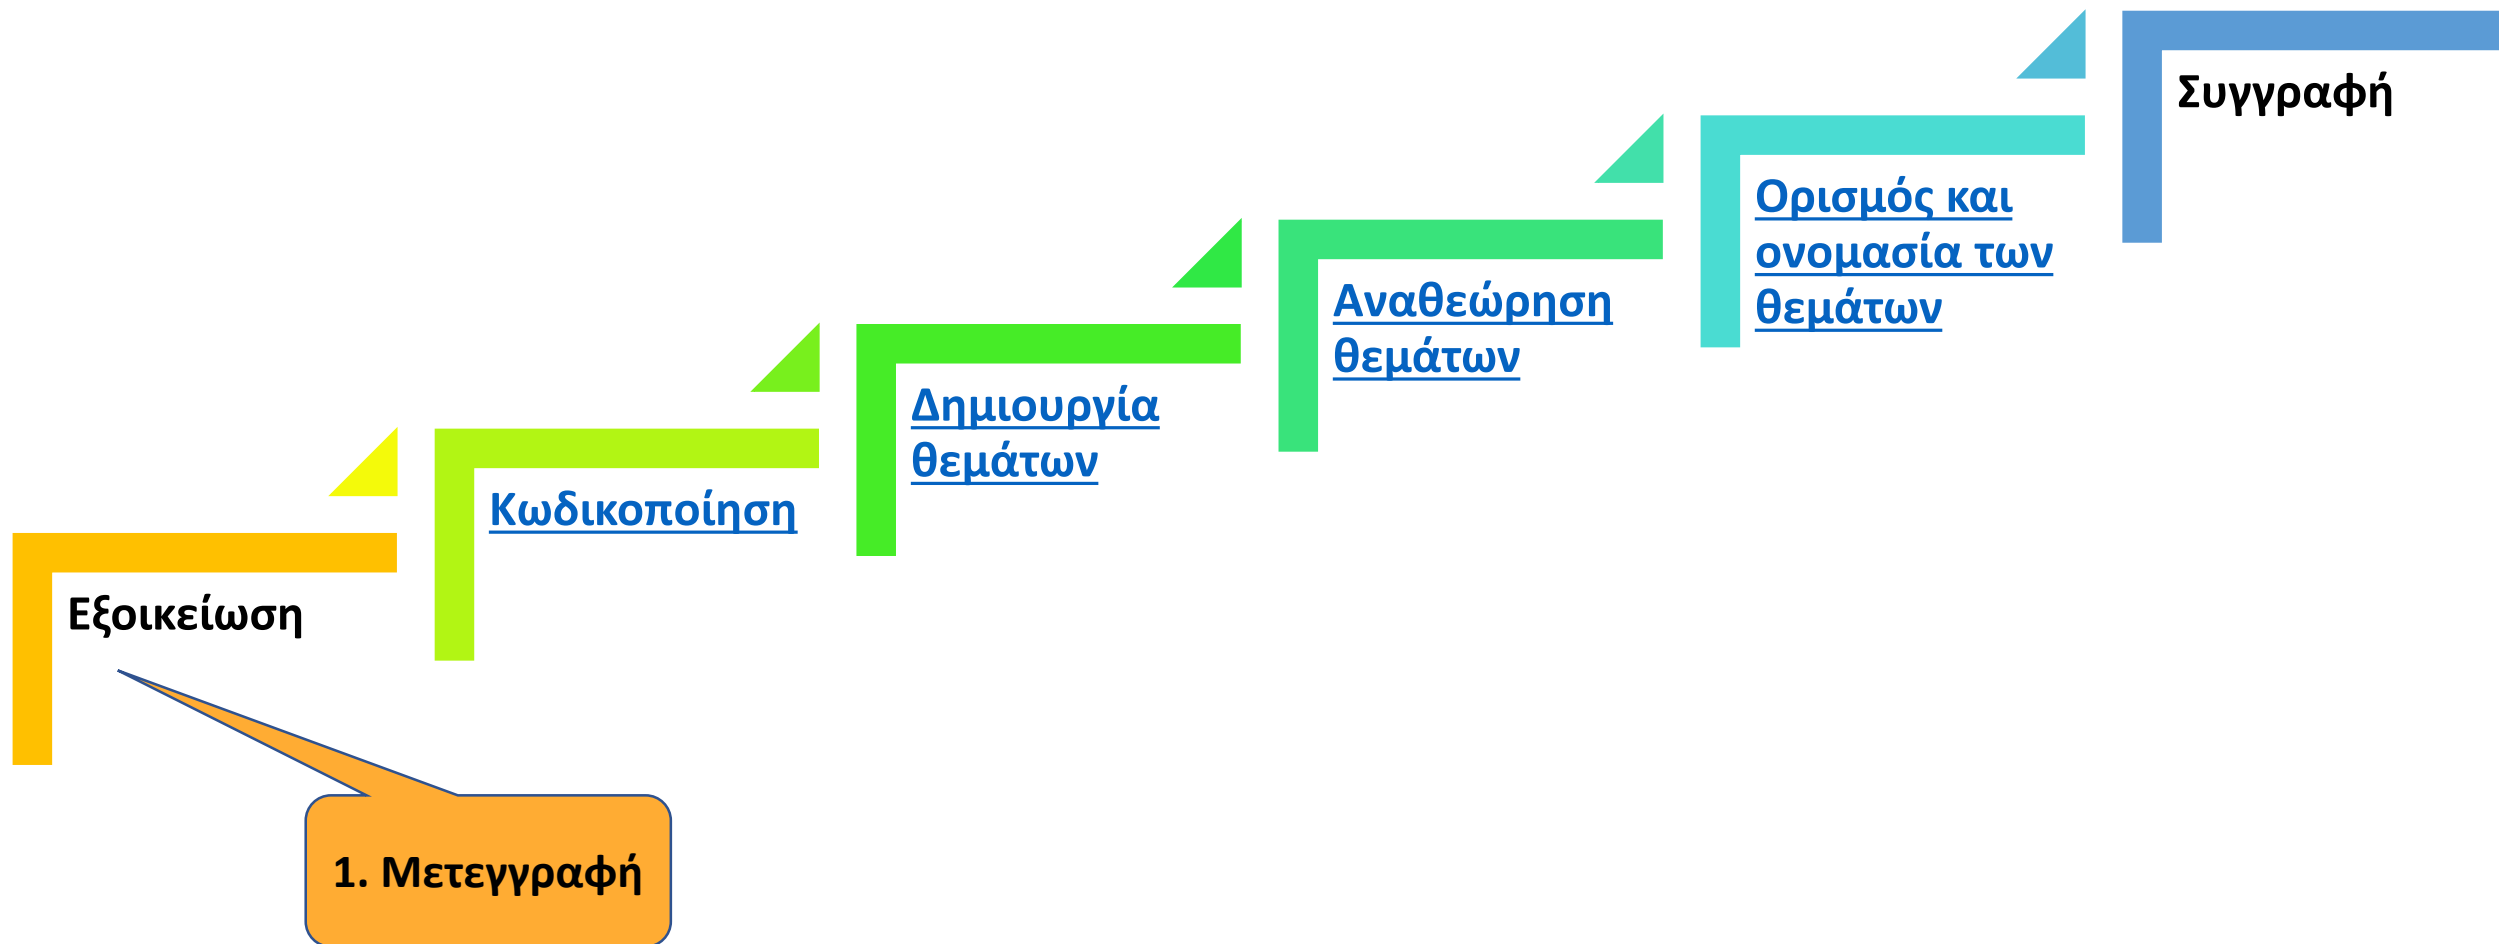 Εξοικείωση
Κωδικοποίηση
Δημιουργία
θεμάτων
Αναθεώρηση
θεμάτων
Ορισμός και
ονομασία των
θεμάτων
Συγγραφή
1. Μετεγγραφή